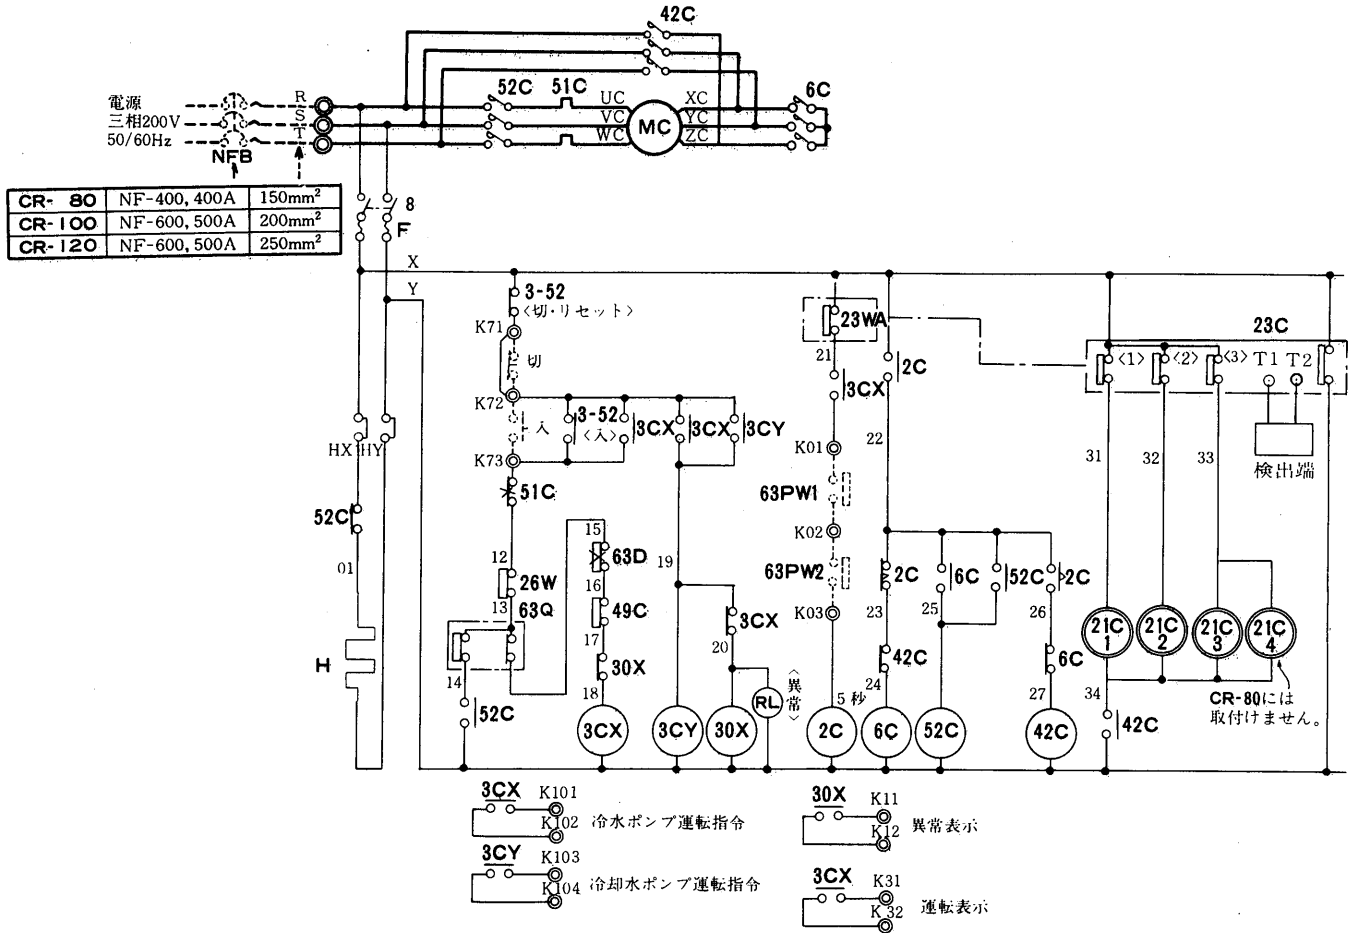 42C
52C
51C
6C
電源
三相200V
50/60Hz
R
S
T
UC
VC
WC
MC
XC
YC
ZC
NFB
CR- 80 NF-400, 400A 150mm²
CR-100 NF-600, 500A 200mm²
CR-120 NF-600, 500A 250mm²
8
F
X
Y
3-52
〈切·リセット〉
K71
切
K72
入
3-52
〈入〉
3CX
3CX
3CY
K73
51C
23WA
21
3CX
2C
22
K01
63PW1
K02
63PW2
K03
23C
〈1〉
〈2〉
〈3〉
T1
T2
検出端
31
32
33
HX
HY
52C
01
H
12
26W
13
63Q
14
52C
15
63D
16
49C
17
30X
18
3CX
19
3CY
3CX
20
30X
RL
〈異常〉
5秒
2C
2C
23
42C
24
6C
6C
25
52C
52C
2C
26
6C
27
42C
21C
1
21C
2
21C
3
21C
4
34
42C
CR-80には
取付けません。
3CX
K101
K102
冷水ポンプ運転指令
3CY
K103
K104
冷却水ポンプ運転指令
30X
K11
K12
異常表示
3CX
K31
K32
運転表示